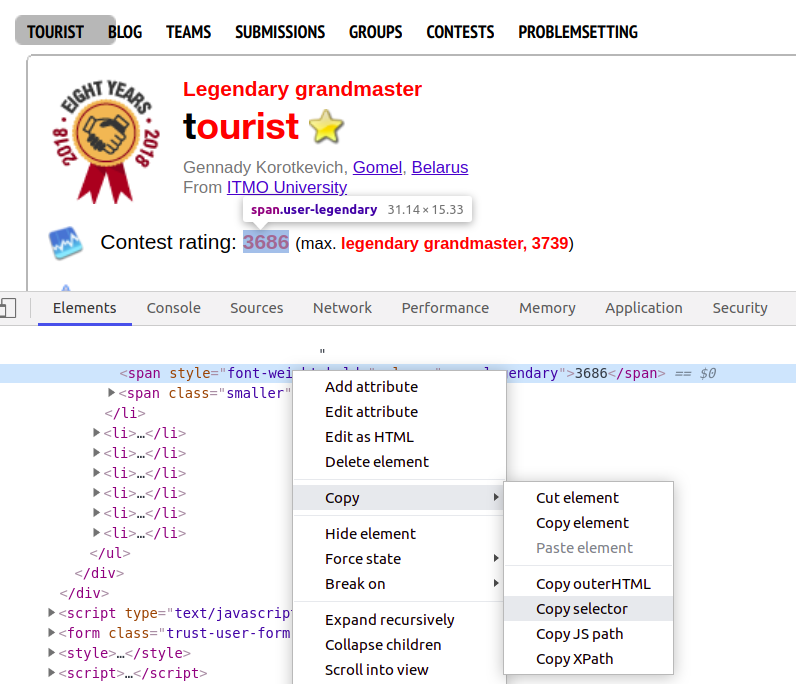 TOURIST BLOG TEAMS SUBMISSIONS GROUPS CONTESTS PROBLEMSETTING
EIGHT YEARS
2018 · 2018
Legendary grandmaster
tourist
Gennady Korotkevich, Gomel, Belarus
From ITMO University
span.user-legendary 31.14 × 15.33
Contest rating: 3686 (max. legendary grandmaster, 3739)
Elements Console Sources Network Performance Memory Application Security
"
<span style="font-wei endary">3686</span> == $0
<span class="smaller"
</li>
<li>…</li>
<li>…</li>
<li>…</li>
<li>…</li>
<li>…</li>
<li>…</li>
</ul>
</div>
</div>
<script type="text/javascript
<form class="trust-user-form
<style>…</style>
<script>…</script>
Add attribute
Edit attribute
Edit as HTML
Delete element
Copy
Hide element
Force state
Break on
Expand recursively
Collapse children
Scroll into view
Cut element
Copy element
Paste element
Copy outerHTML
Copy selector
Copy JS path
Copy XPath